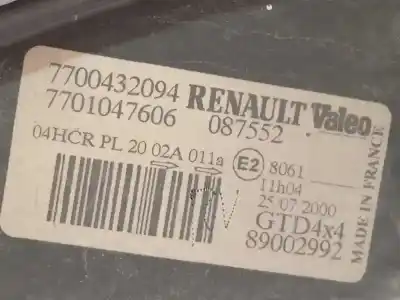 7700432094 RENAULT Valeo
7701047606 087552
04HCR PL 20 02A 011a
E2 8061
11h04
25 07 2000
GTD4x4
89002992
MADE IN FRANCE